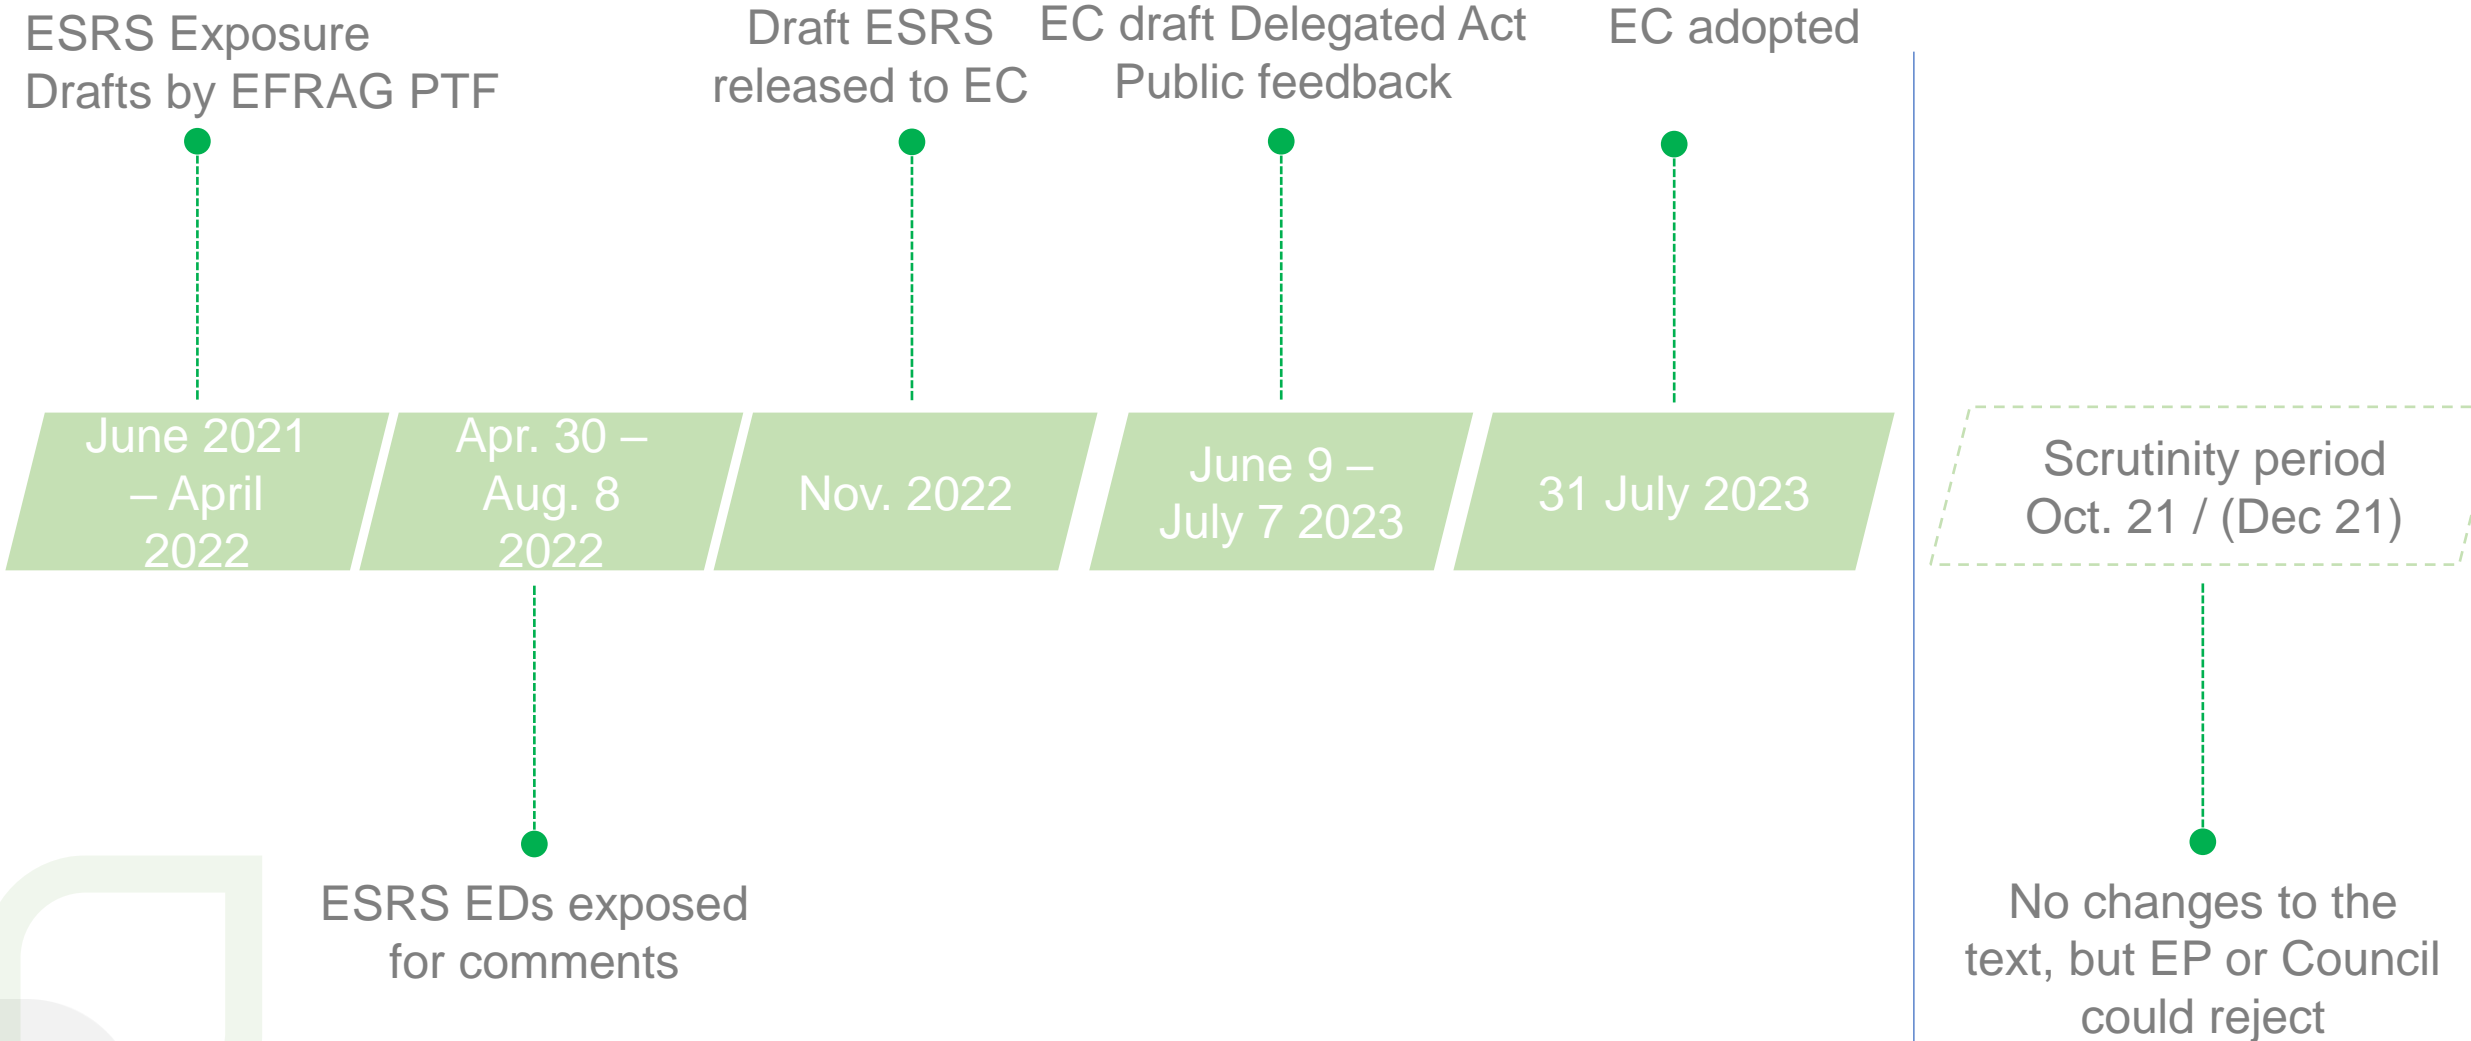 ESRS Exposure
Drafts by EFRAG PTF
Draft ESRS
released to EC
EC draft Delegated Act
Public feedback
EC adopted
June 2021
– April
2022
Apr. 30 –
Aug. 8
2022
Nov. 2022
June 9 –
July 7 2023
31 July 2023
Scrutinity period
Oct. 21 / (Dec 21)
ESRS EDs exposed
for comments
No changes to the
text, but EP or Council
could reject